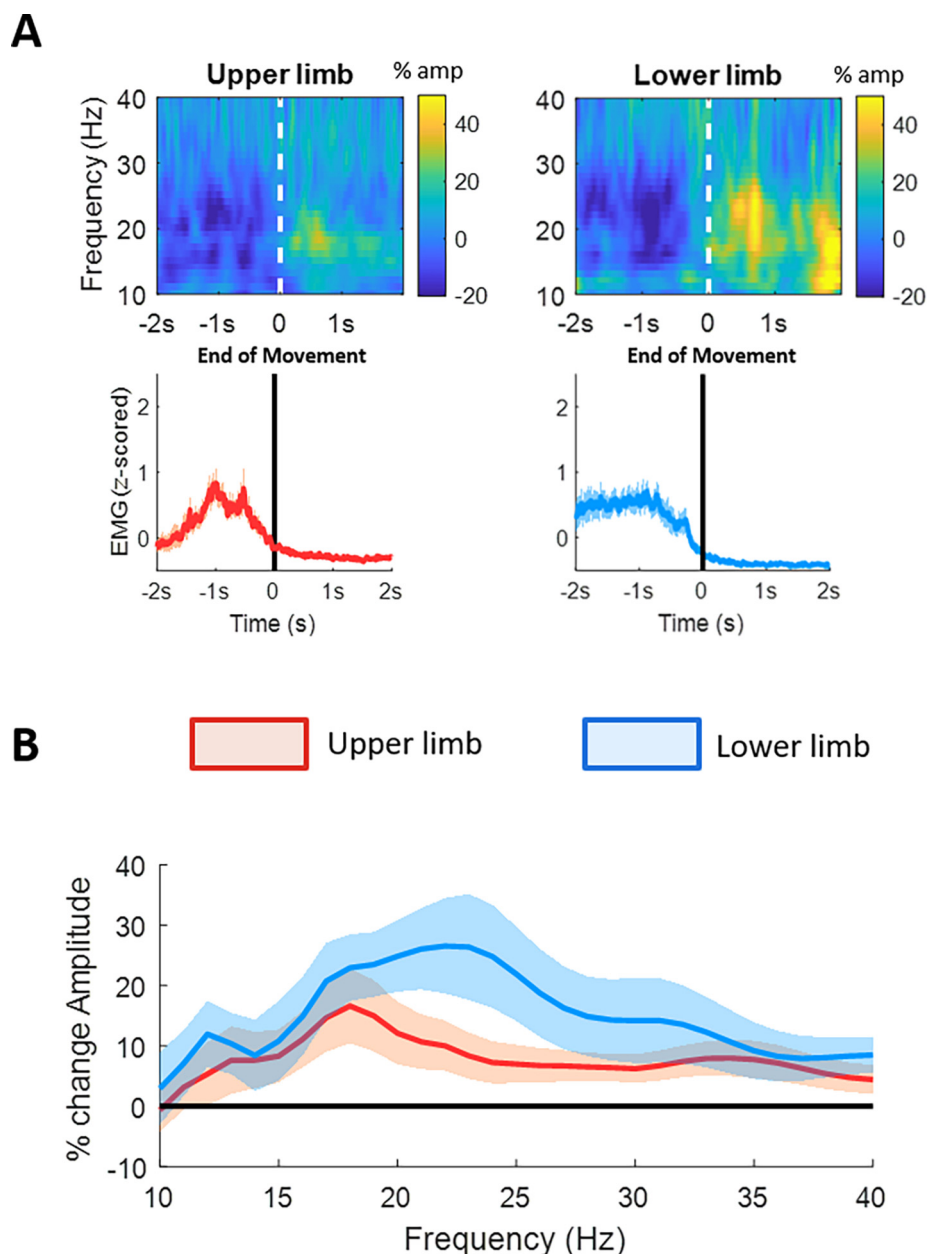 A
Upper limb
% amp
Lower limb
% amp
Frequency (Hz)
40
30
20
10
-2s -1s 0 1s
40
20
0
-20
-2s -1s 0 1s
40
20
0
-20
40
30
20
10
End of Movement
End of Movement
EMG (z-scored)
2
1
0
-2s -1s 0 1s 2s
Time (s)
2
1
0
-2s -1s 0 1s 2s
Time (s)
B
Upper limb
Lower limb
% change Amplitude
40
30
20
10
0
-10
10 15 20 25 30 35 40
Frequency (Hz)